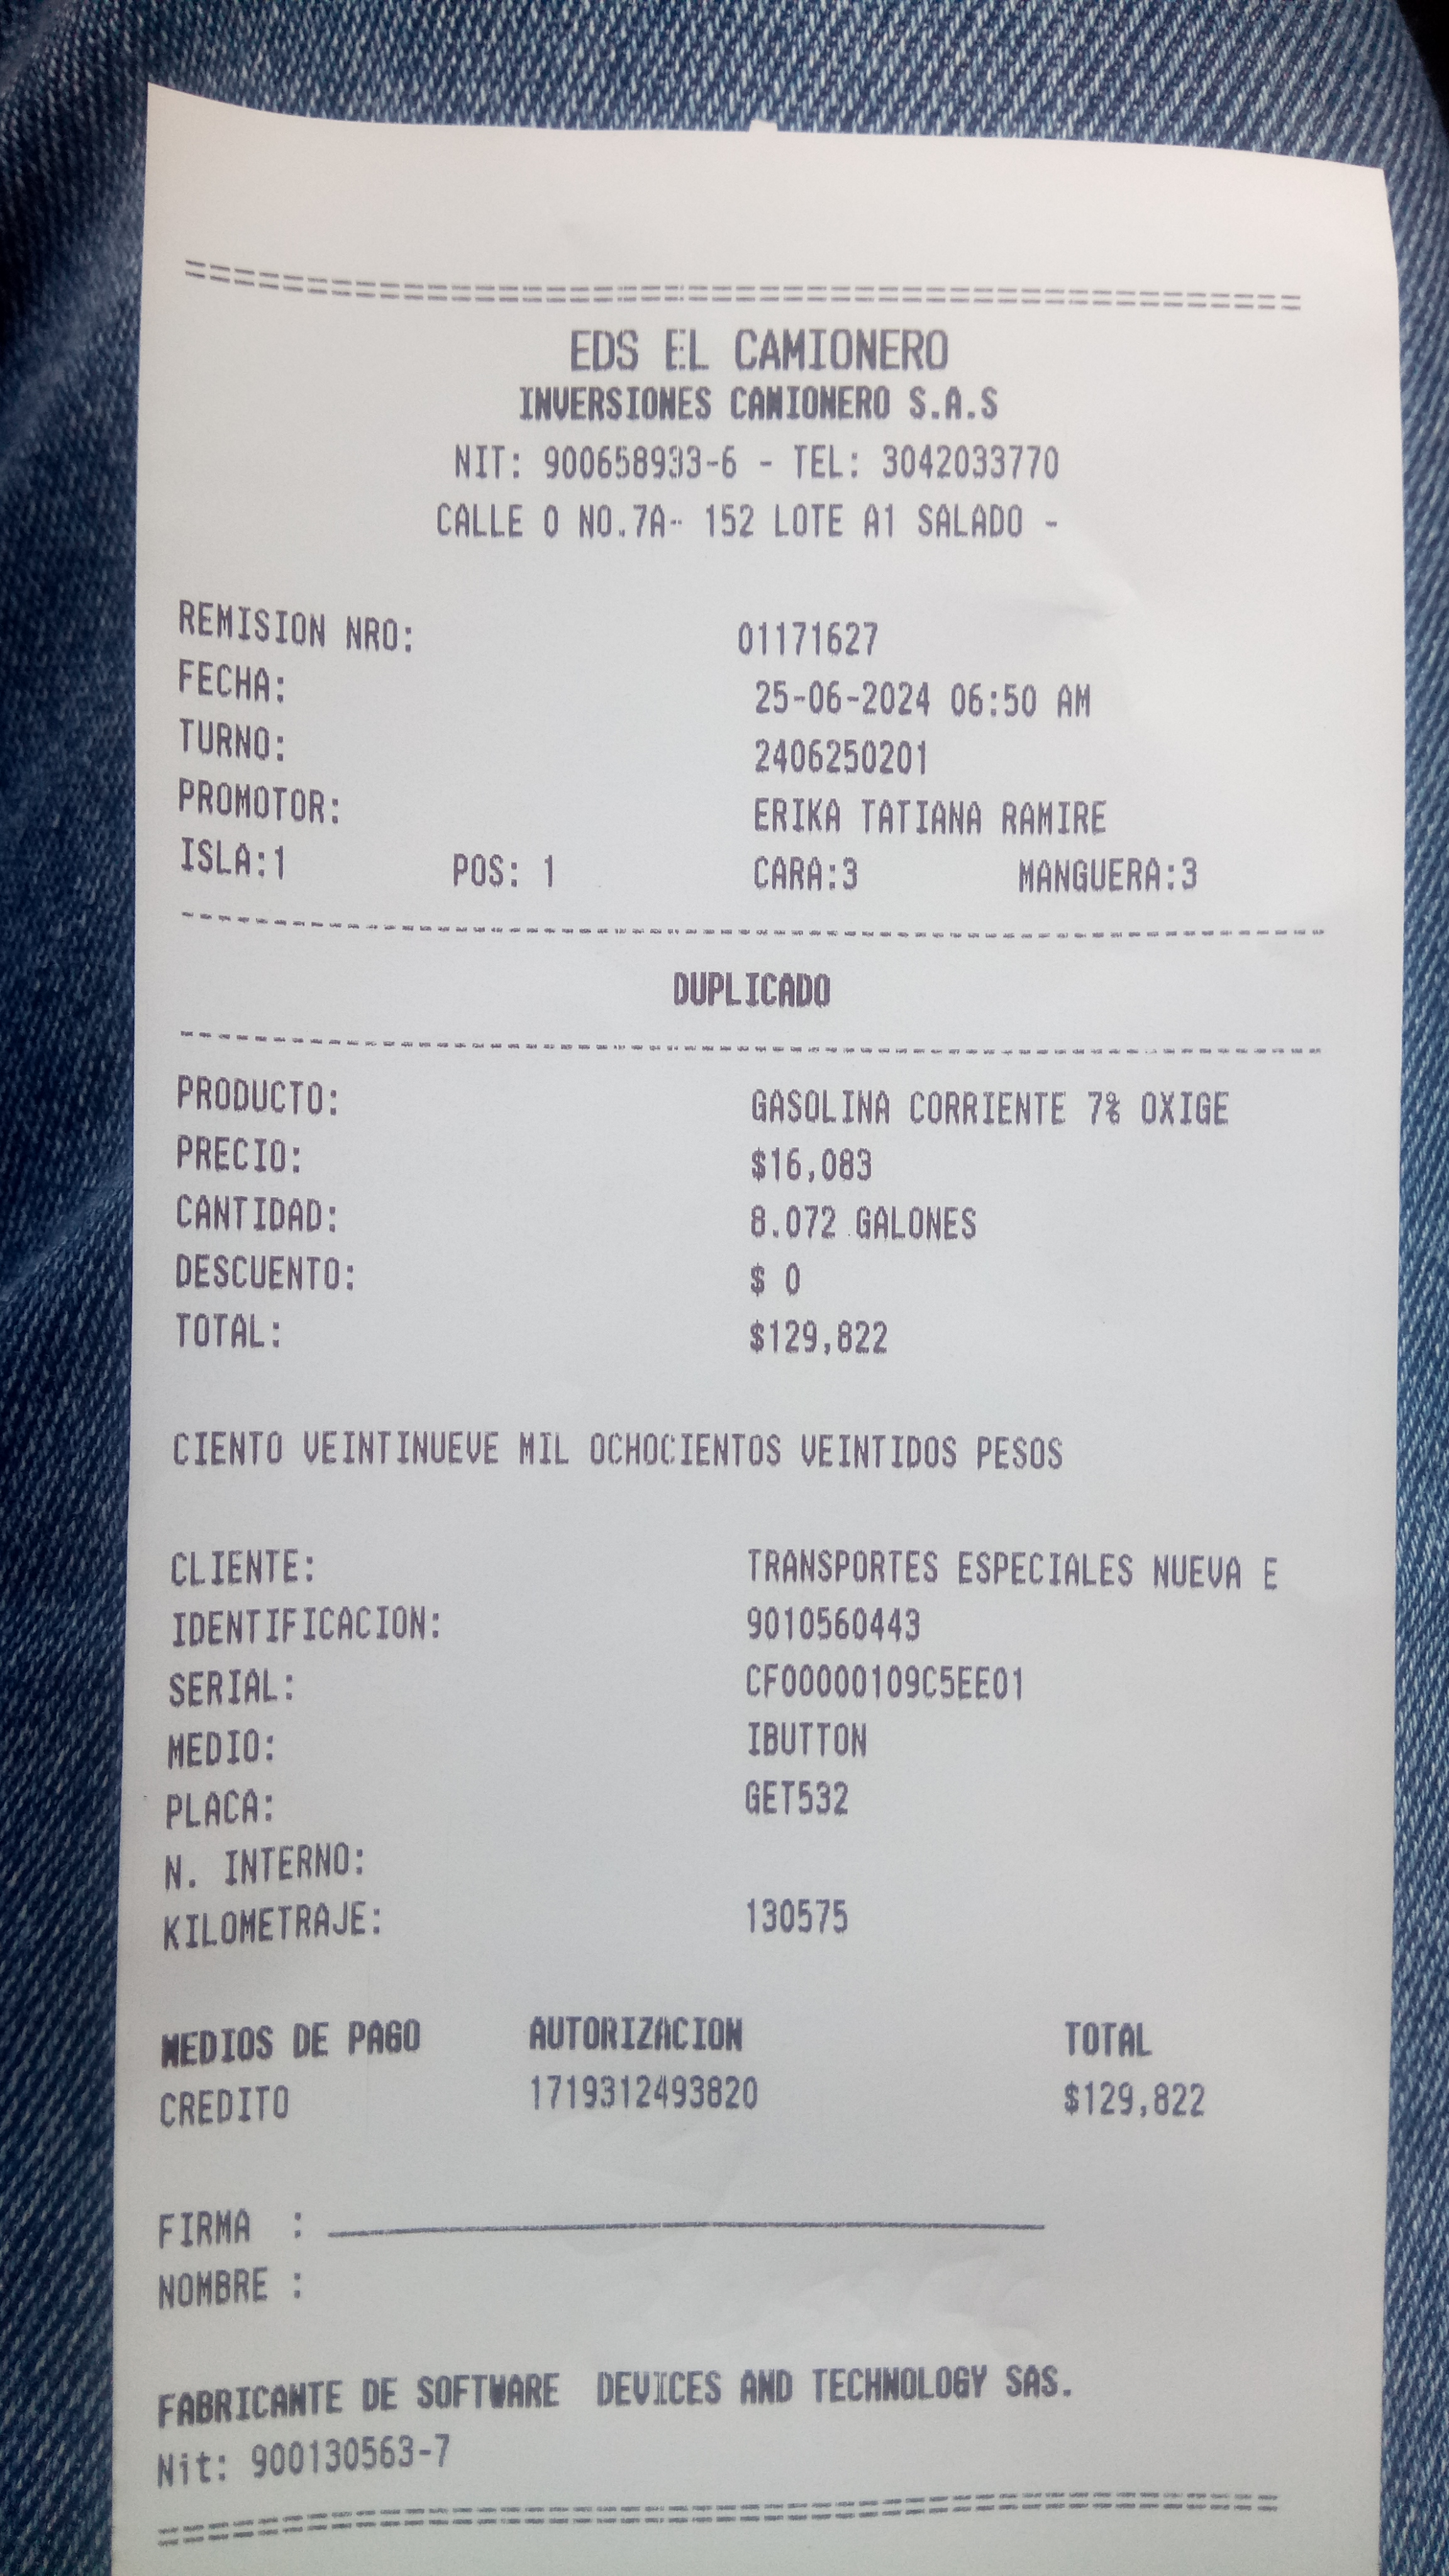 ================================================
EDS EL CAMIONERO
INVERSIONES CAMIONERO S.A.S
NIT: 900658933-6 - TEL: 3042033770
CALLE 0 NO.7A- 152 LOTE A1 SALADO -
REMISION NRO: 01171627
FECHA: 25-06-2024 06:50 AM
TURNO: 2406250201
PROMOTOR: ERIKA TATIANA RAMIRE
ISLA:1 POS: 1 CARA:3 MANGUERA:3
------------------------------------------------
DUPLICADO
------------------------------------------------
PRODUCTO: GASOLINA CORRIENTE 7% OXIGE
PRECIO: $16,083
CANTIDAD: 8.072 GALONES
DESCUENTO: $ 0
TOTAL: $129,822
CIENTO VEINTINUEVE MIL OCHOCIENTOS VEINTIDOS PESOS
CLIENTE: TRANSPORTES ESPECIALES NUEVA E
IDENTIFICACION: 9010560443
SERIAL: CF00000109C5EE01
MEDIO: IBUTTON
PLACA: GET532
N. INTERNO:
KILOMETRAJE: 130575
MEDIOS DE PAGO AUTORIZACION TOTAL
CREDITO 1719312493820 $129,822
FIRMA : ______________________________
NOMBRE :
FABRICANTE DE SOFTWARE DEVICES AND TECHNOLOGY SAS.
Nit: 900130563-7
================================================